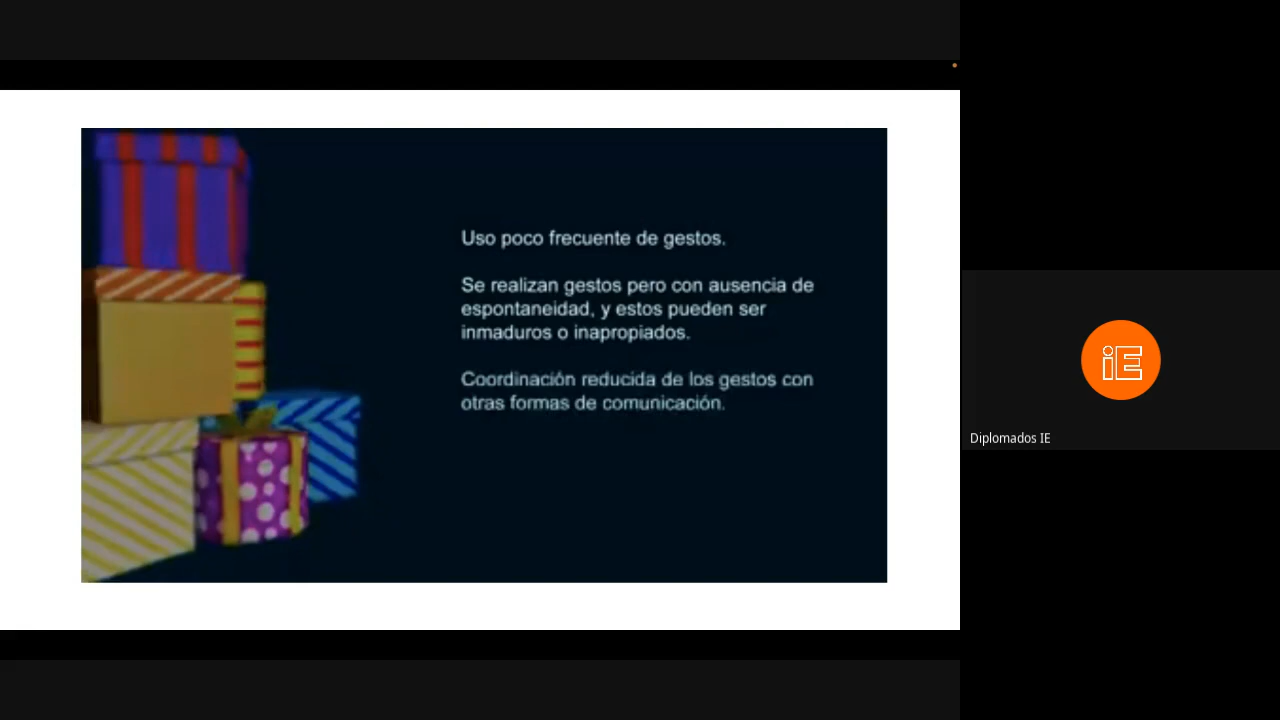 Uso poco frecuente de gestos.
Se realizan gestos pero con ausencia de
espontaneidad, y estos pueden ser
inmaduros o inapropiados.
Coordinación reducida de los gestos con
otras formas de comunicación.
iE
Diplomados IE